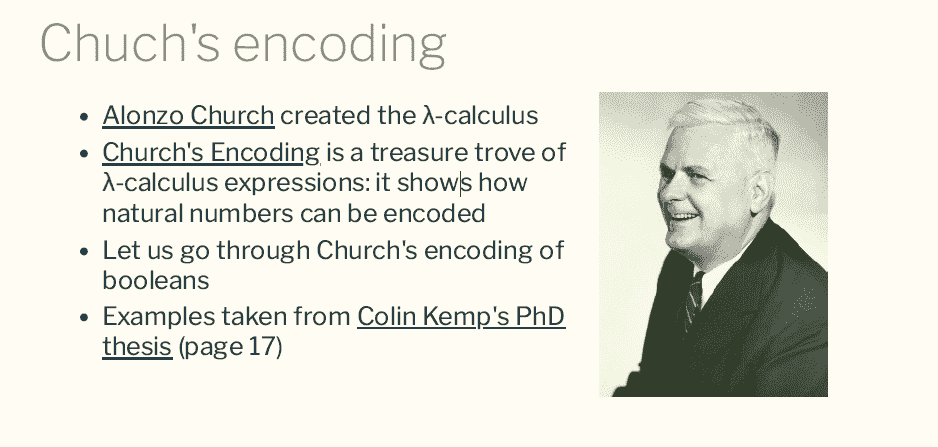 Chuch's encoding
• Alonzo Church created the λ-calculus
• Church's Encoding is a treasure trove of
λ-calculus expressions: it shows how
natural numbers can be encoded
• Let us go through Church's encoding of
booleans
• Examples taken from Colin Kemp's PhD
thesis (page 17)